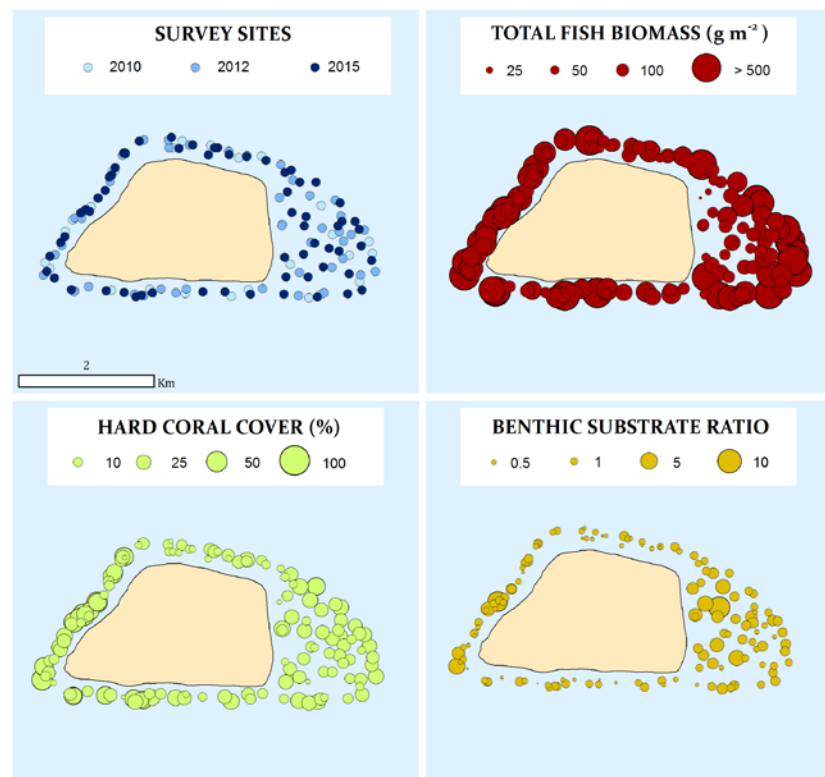 SURVEY SITES
2010 2012 2015
2
Km
TOTAL FISH BIOMASS (g m⁻²)
25 50 100 > 500
HARD CORAL COVER (%)
10 25 50 100
BENTHIC SUBSTRATE RATIO
0.5 1 5 10